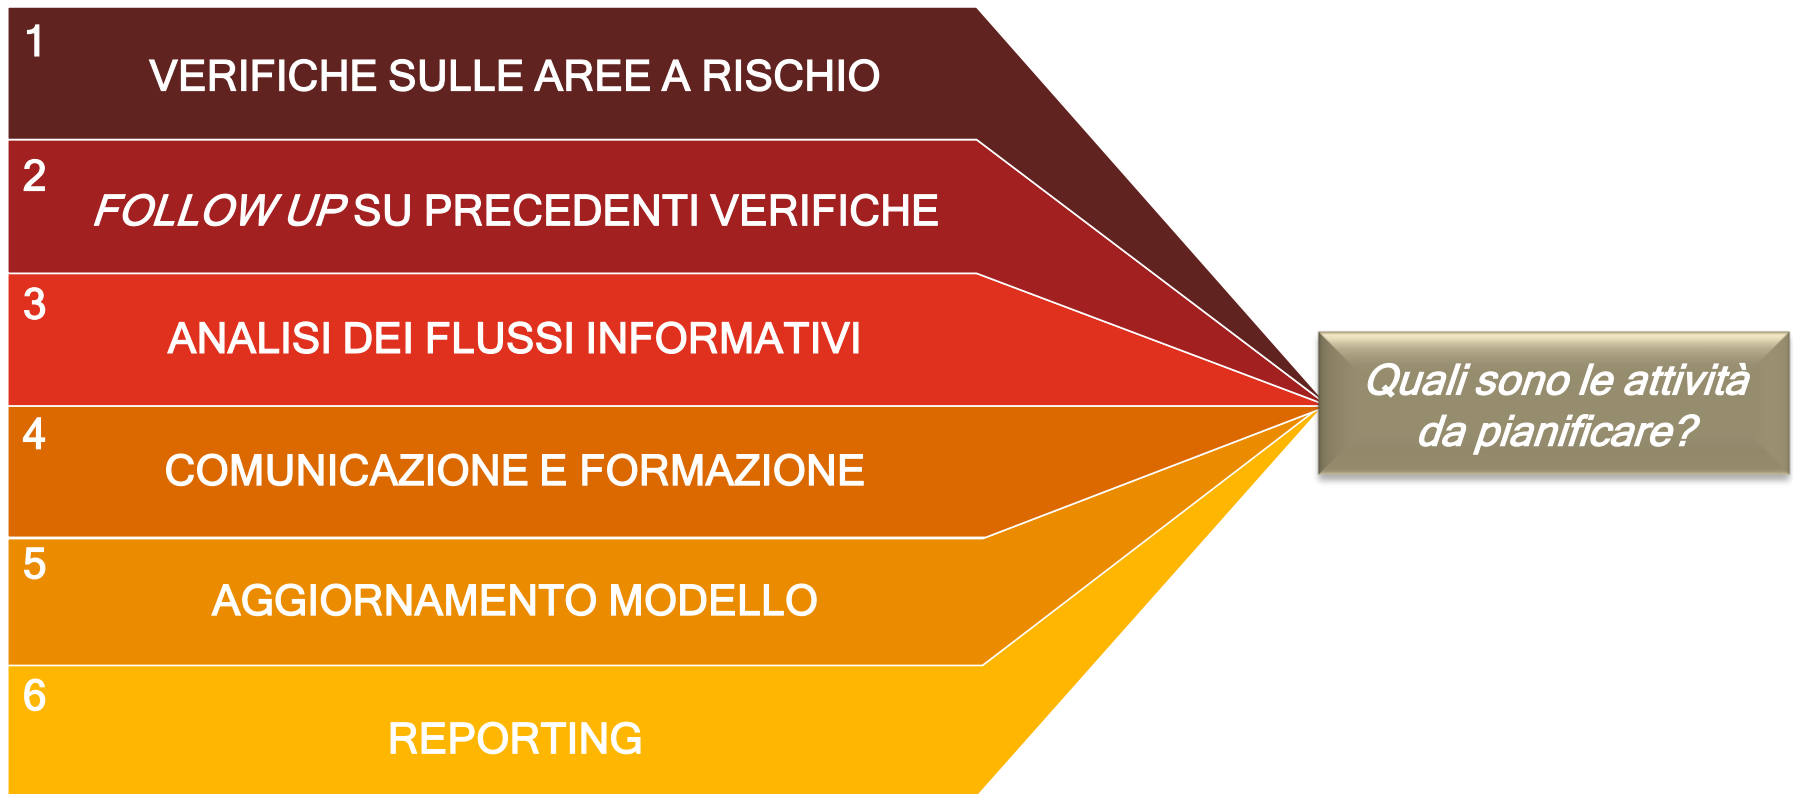 1
VERIFICHE SULLE AREE A RISCHIO
2
FOLLOW UP SU PRECEDENTI VERIFICHE
3
ANALISI DEI FLUSSI INFORMATIVI
4
COMUNICAZIONE E FORMAZIONE
5
AGGIORNAMENTO MODELLO
6
REPORTING
Quali sono le attività
da pianificare?